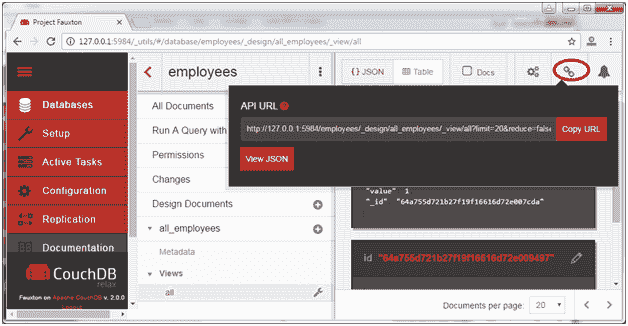 Project Fauxton
127.0.0.1:5984/_utils/#/database/employees/_design/all_employees/_view/all
employees
{} JSON
Table
Docs
Databases
Setup
Active Tasks
Configuration
Replication
Documentation
CouchDB
relax
Fauxton on Apache CouchDB v. 2.0.0
Logout
All Documents
Run A Query with
Permissions
Changes
Design Documents
all_employees
Metadata
Views
all
API URL
http://127.0.0.1:5984/employees/_design/all_employees/_view/all?limit=20&reduce=false
Copy URL
View JSON
"value" 1
"_id" "64a755d721b27f19f16616d72e007cda"
id "64a755d721b27f19f16616d72e009497"
Documents per page: 20